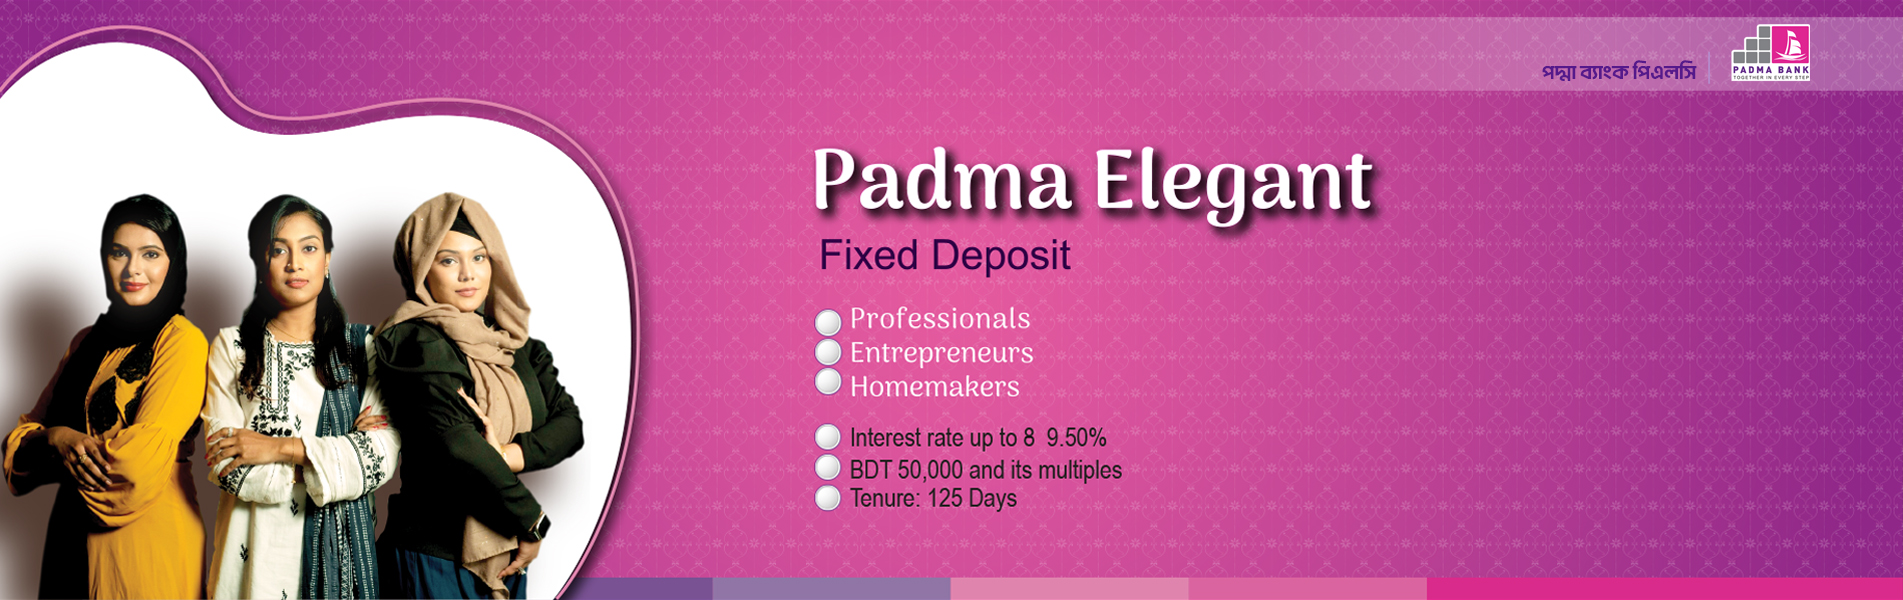 পদ্মা ব্যাংক পিএলসি
PADMA BANK
TOGETHER IN EVERY STEP
Padma Elegant
Fixed Deposit
Professionals
Entrepreneurs
Homemakers
Interest rate up to 8 9.50%
BDT 50,000 and its multiples
Tenure: 125 Days